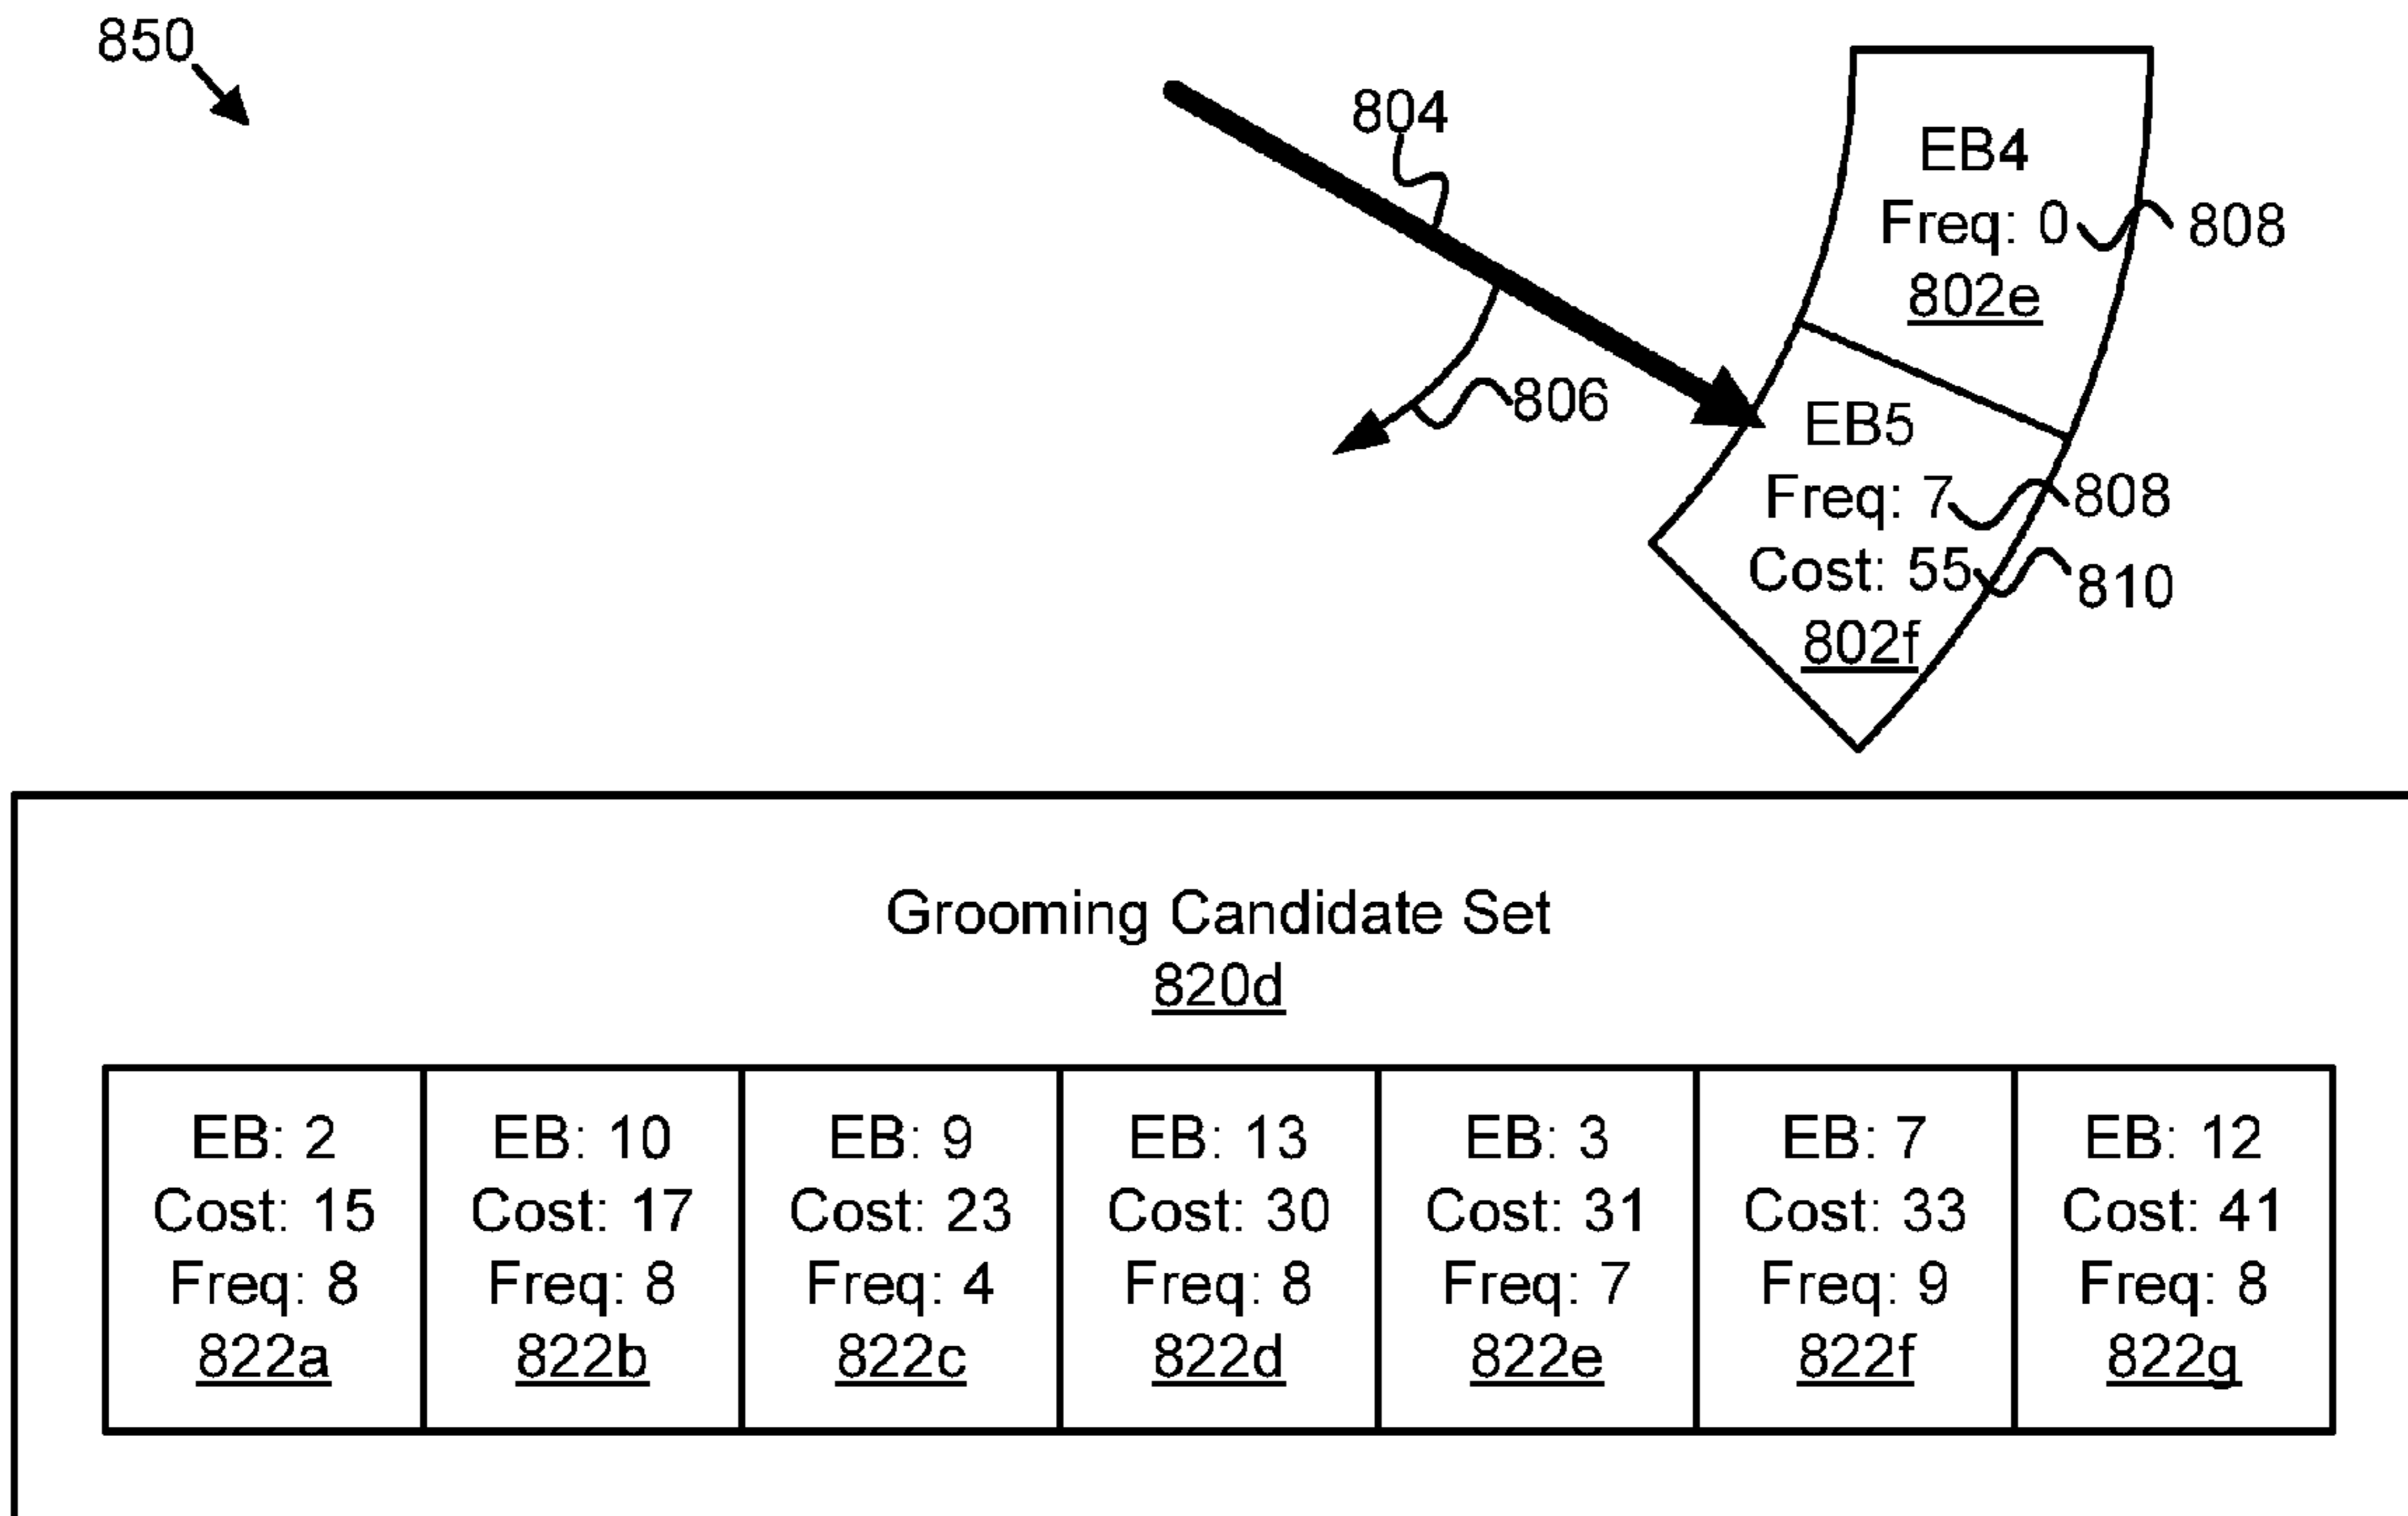 850
804
806
EB4
Freq: 0
808
802e
EB5
Freq: 7
808
Cost: 55
810
802f
Grooming Candidate Set
820d
EB: 2
Cost: 15
Freq: 8
822a
EB: 10
Cost: 17
Freq: 8
822b
EB: 9
Cost: 23
Freq: 4
822c
EB: 13
Cost: 30
Freq: 8
822d
EB: 3
Cost: 31
Freq: 7
822e
EB: 7
Cost: 33
Freq: 9
822f
EB: 12
Cost: 41
Freq: 8
822g